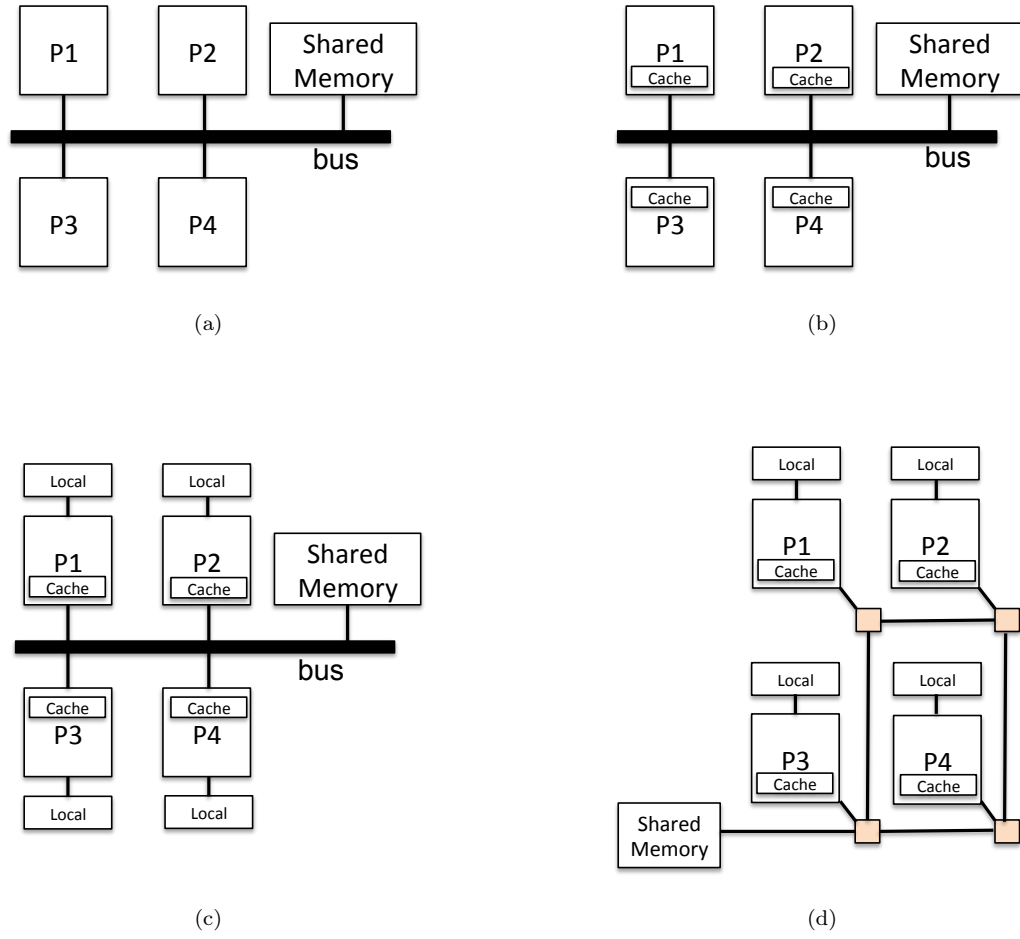 P1
P2
Shared
Memory
bus
P3
P4
(a)
P1
Cache
P2
Cache
Shared
Memory
bus
Cache
P3
Cache
P4
(b)
Local
Local
P1
Cache
P2
Cache
Shared
Memory
bus
Cache
P3
Cache
P4
Local
Local
(c)
Local
Local
P1
Cache
P2
Cache
Local
Local
P3
Cache
P4
Cache
Shared
Memory
(d)